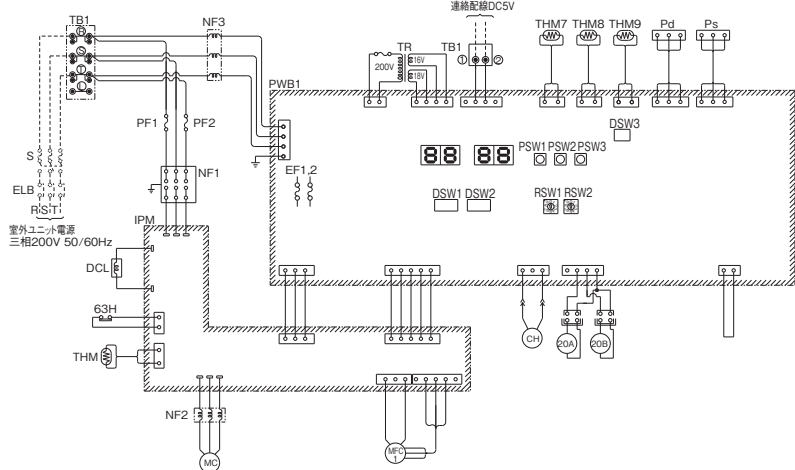 連絡配線DC5V
TB1
R
S
T
L
NF3
TR
200V
16V
18V
TB1
① ②
THM7 THM8 THM9 Pd Ps
PWB1
PF1 PF2
DSW3
88 88
PSW1 PSW2 PSW3
S
NF1
EF1,2
DSW1 DSW2
RSW1 RSW2
ELB
R S T
室外ユニット電源
三相200V 50/60Hz
IPM
DCL
63H
CH
20A
20B
THM
NF2
MC
MFC
1